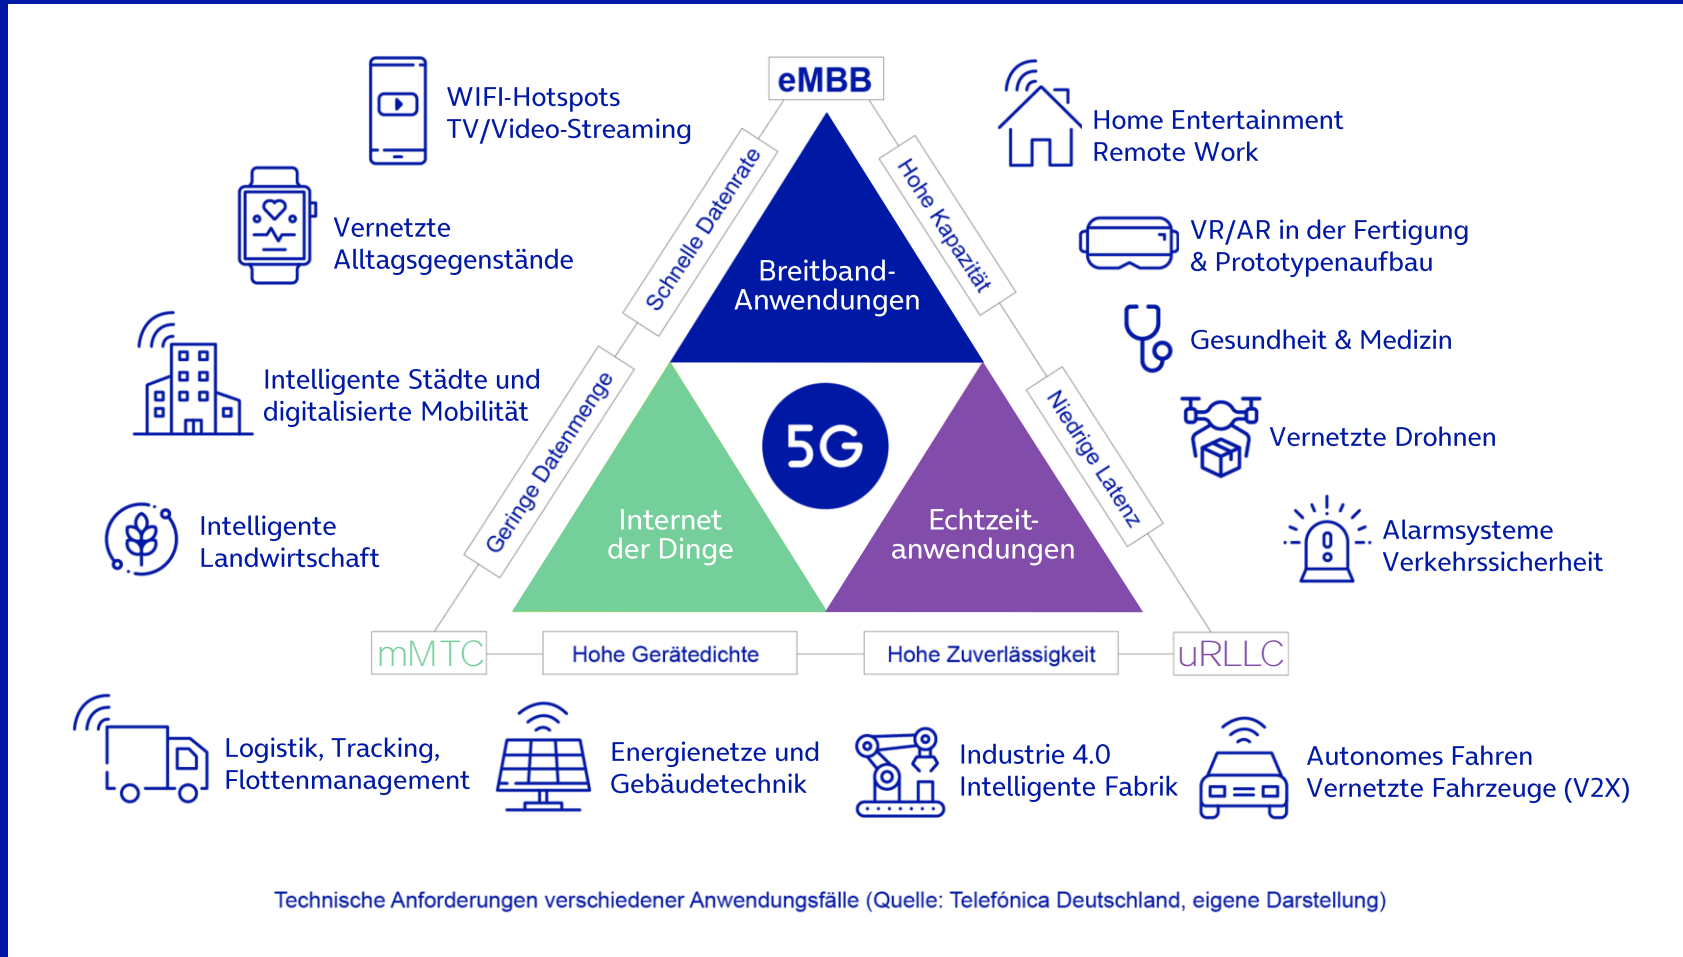 eMBB
WIFI-Hotspots
TV/Video-Streaming
Home Entertainment
Remote Work
Schnelle Datenrate
Hohe Kapazität
Vernetzte
Alltagsgegenstände
VR/AR in der Fertigung
& Prototypenaufbau
Breitband-
Anwendungen
Gesundheit & Medizin
Intelligente Städte und
digitalisierte Mobilität
Geringe Datenmenge
5G
Niedrige Latenz
Vernetzte Drohnen
Intelligente
Landwirtschaft
Internet
der Dinge
Echtzeit-
anwendungen
Alarmsysteme
Verkehrssicherheit
mMTC
Hohe Gerätedichte
Hohe Zuverlässigkeit
uRLLC
Logistik, Tracking,
Flottenmanagement
Energienetze und
Gebäudetechnik
Industrie 4.0
Intelligente Fabrik
Autonomes Fahren
Vernetzte Fahrzeuge (V2X)
Technische Anforderungen verschiedener Anwendungsfälle (Quelle: Telefónica Deutschland, eigene Darstellung)